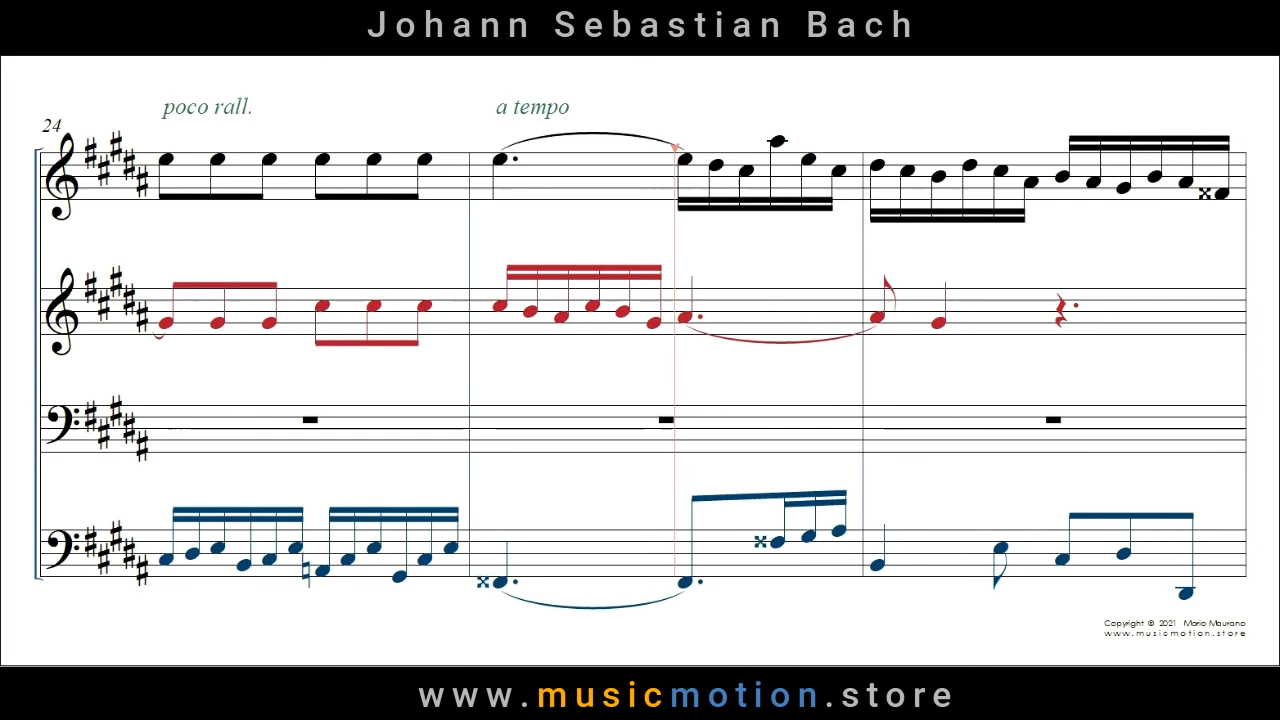 Johann Sebastian Bach
poco rall.
a tempo
24
Copyright © 2021 Mario Maurano
www.musicmotion.store
www.musicmotion.store